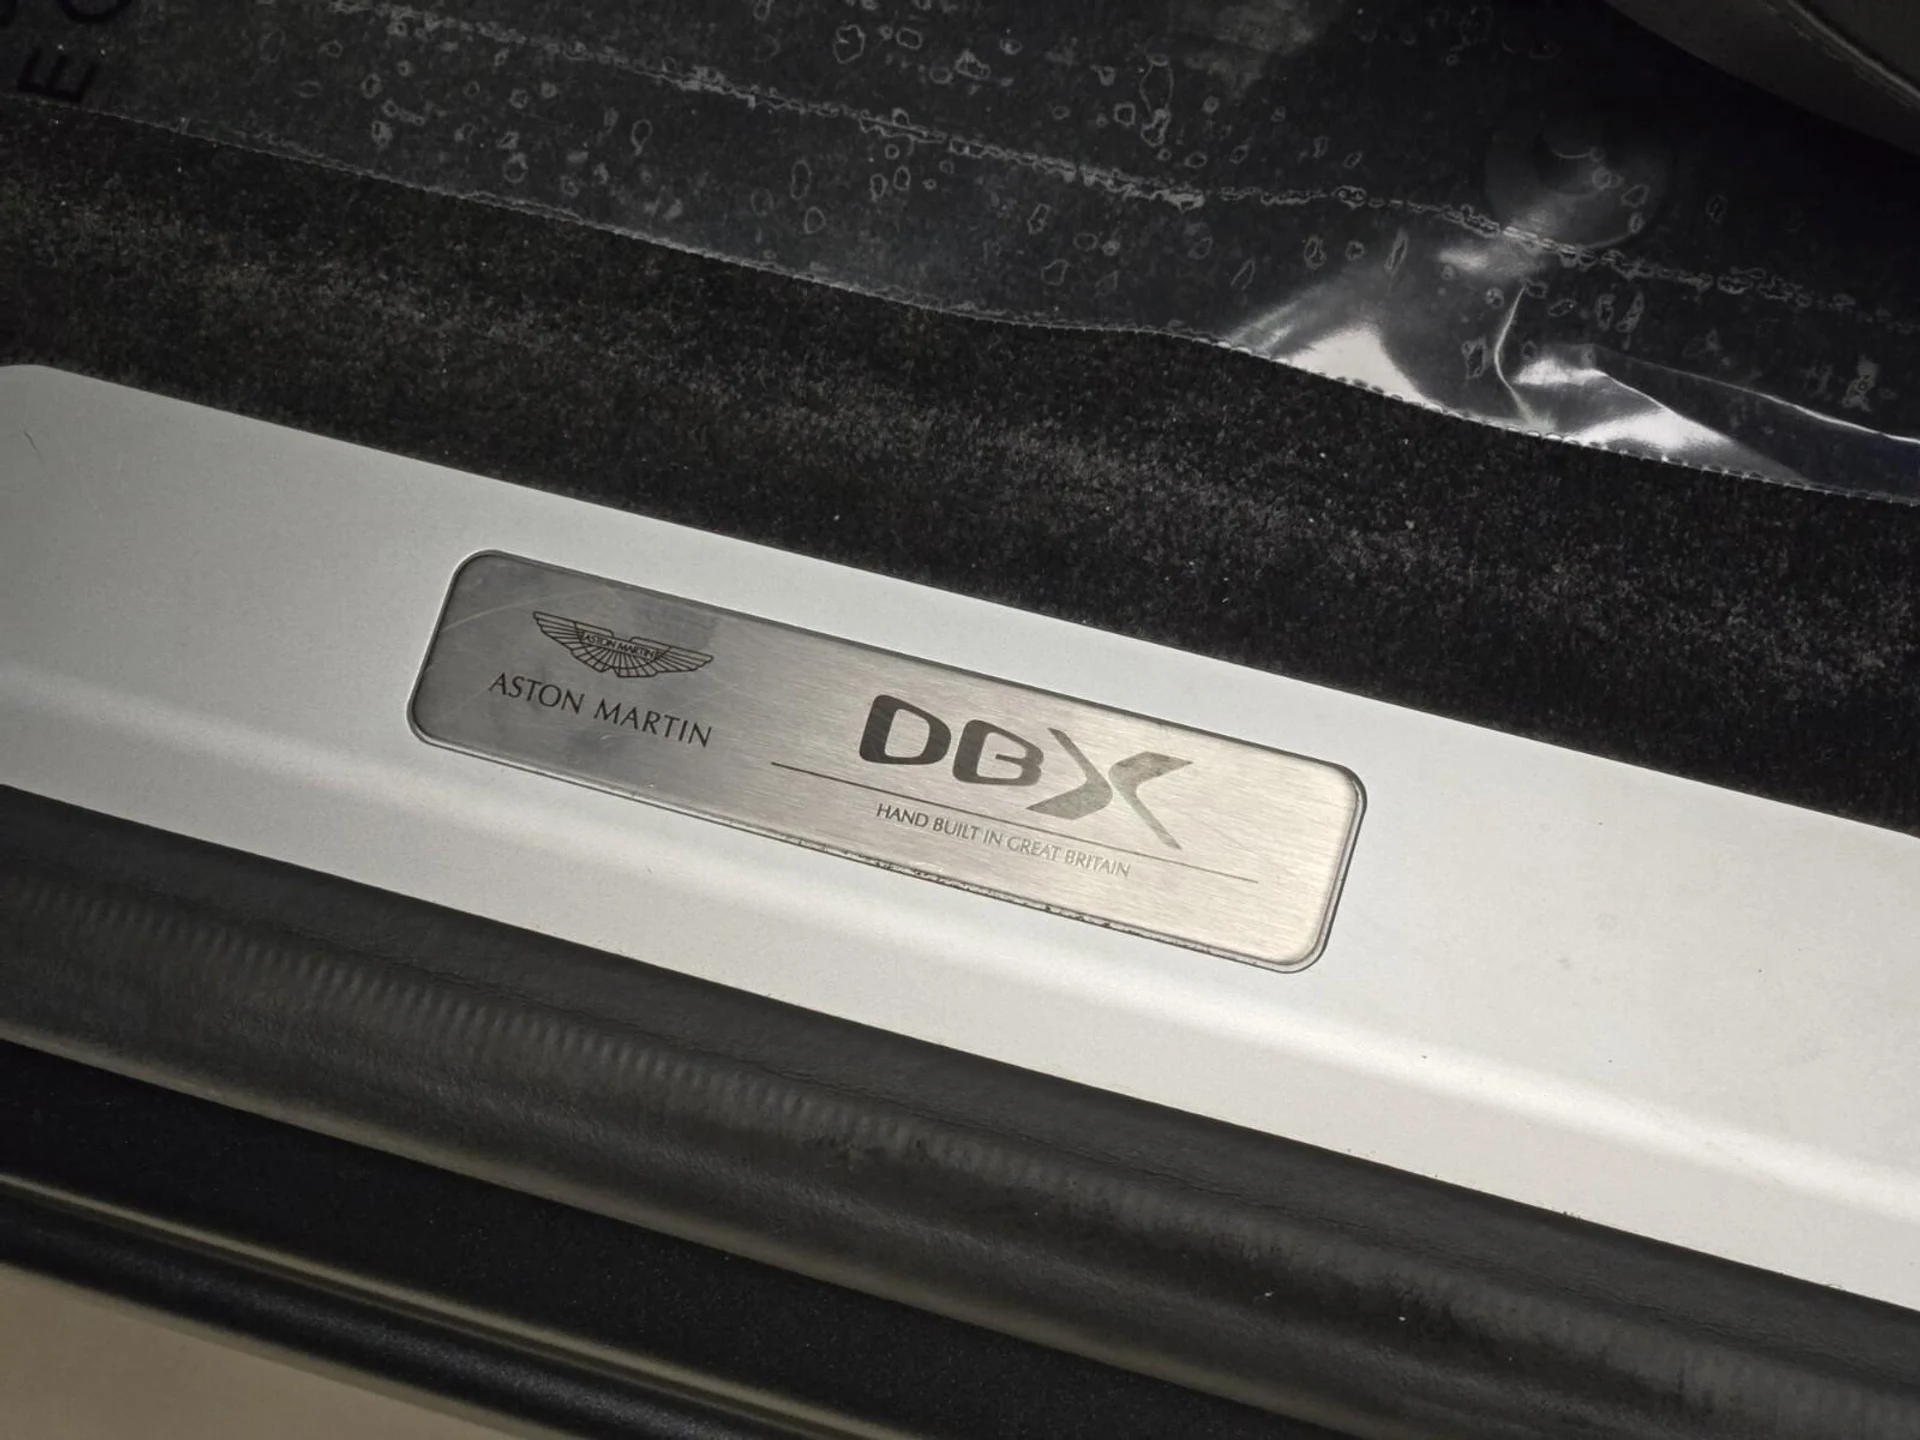 ASTON MARTIN
ASTON MARTIN
DBX
HAND BUILT IN GREAT BRITAIN